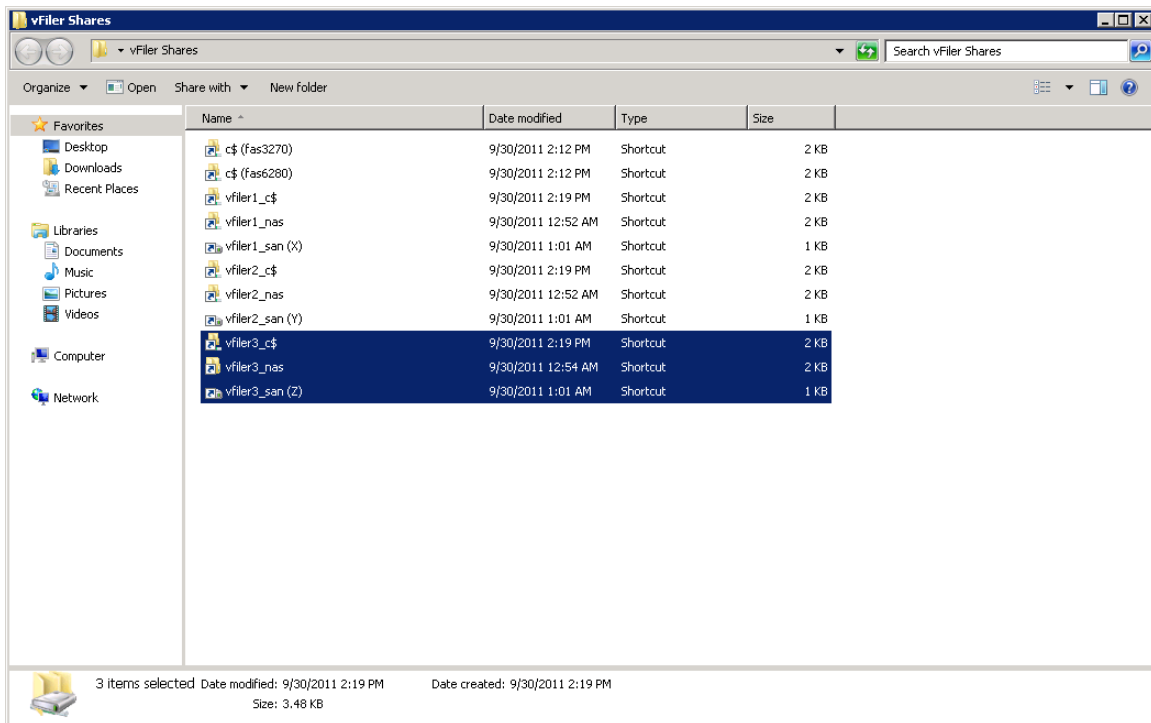 vFiler Shares
vFiler Shares
Search vFiler Shares
Organize Open Share with New folder
Favorites
Desktop
Downloads
Recent Places
Libraries
Documents
Music
Pictures
Videos
Computer
Network
Name Date modified Type Size
c$ (fas3270) 9/30/2011 2:12 PM Shortcut 2 KB
c$ (fas6280) 9/30/2011 2:12 PM Shortcut 2 KB
vfiler1_c$ 9/30/2011 2:19 PM Shortcut 2 KB
vfiler1_nas 9/30/2011 12:52 AM Shortcut 2 KB
vfiler1_san (X) 9/30/2011 1:01 AM Shortcut 1 KB
vfiler2_c$ 9/30/2011 2:19 PM Shortcut 2 KB
vfiler2_nas 9/30/2011 12:52 AM Shortcut 2 KB
vfiler2_san (Y) 9/30/2011 1:01 AM Shortcut 1 KB
vfiler3_c$ 9/30/2011 2:19 PM Shortcut 2 KB
vfiler3_nas 9/30/2011 12:54 AM Shortcut 2 KB
vfiler3_san (Z) 9/30/2011 1:01 AM Shortcut 1 KB
3 items selected Date modified: 9/30/2011 2:19 PM Date created: 9/30/2011 2:19 PM
Size: 3.48 KB